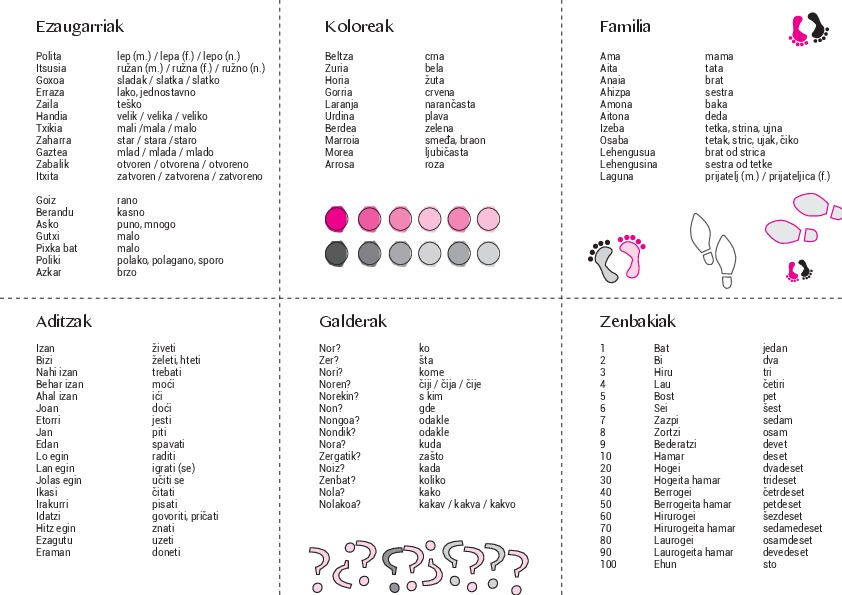 Ezaugarriak
Polita lep (m.) / lepa (f.) / lepo (n.)
Itsusia ružan (m.) / ružna (f.) / ružno (n.)
Goxoa sladak / slatka / slatko
Erraza lako, jednostavno
Zaila teško
Handia velik / velika / veliko
Txikia mali /mala / malo
Zaharra star / stara /staro
Gaztea mlad / mlada / mlado
Zabalik otvoren / otvorena / otvoreno
Itxita zatvoren / zatvorena / zatvoreno
Goiz rano
Berandu kasno
Asko puno, mnogo
Gutxi malo
Pixka bat malo
Poliki polako, polagano, sporo
Azkar brzo
Koloreak
Beltza crna
Zuria bela
Horia žuta
Gorria crvena
Laranja narančasta
Urdina plava
Berdea zelena
Marroia smeđa, braon
Morea ljubičasta
Arrosa roza
Familia
Ama mama
Aita tata
Anaia brat
Ahizpa sestra
Amona baka
Aitona deda
Izeba tetka, strina, ujna
Osaba tetak, stric, ujak, čiko
Lehengusua brat od strica
Lehengusina sestra od tetke
Laguna prijatelj (m.) / prijateljica (f.)
Aditzak
Izan živeti
Bizi želeti, hteti
Nahi izan trebati
Behar izan moći
Ahal izan ići
Joan doći
Etorri jesti
Jan piti
Edan spavati
Lo egin raditi
Lan egin igrati (se)
Jolas egin učiti se
Ikasi čitati
Irakurri pisati
Idatzi govoriti, pričati
Hitz egin znati
Ezagutu uzeti
Eraman doneti
Galderak
Nor? ko
Zer? šta
Nori? kome
Noren? čiji / čija / čije
Norekin? s kim
Non? gde
Nongoa? odakle
Nondik? odakle
Nora? kuda
Zergatik? zašto
Noiz? kada
Zenbat? koliko
Nola? kako
Nolakoa? kakav / kakva / kakvo
Zenbakiak
1 Bat jedan
2 Bi dva
3 Hiru tri
4 Lau četiri
5 Bost pet
6 Sei šest
7 Zazpi sedam
8 Zortzi osam
9 Bederatzi devet
10 Hamar deset
20 Hogei dvadeset
30 Hogeita hamar trideset
40 Berrogei četrdeset
50 Berrogeita hamar petdeset
60 Hirurogei šezdeset
70 Hirurogeita hamar sedamedeset
80 Laurogei osamdeset
90 Laurogeita hamar devedeset
100 Ehun sto